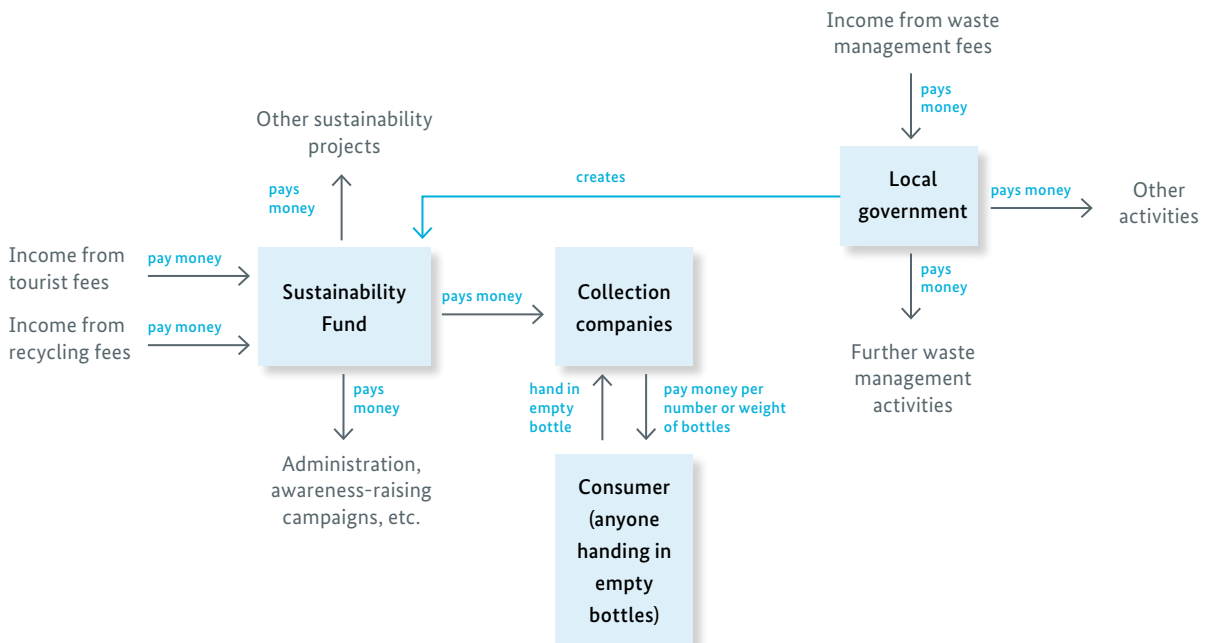 Income from waste
management fees
pays
money
Other sustainability
projects
pays
money
creates
Local
government
pays money
Other
activities
Income from
tourist fees
pay money
Income from
recycling fees
pay money
Sustainability
Fund
pays money
Collection
companies
pays
money
Further waste
management
activities
pays
money
Administration,
awareness-raising
campaigns, etc.
hand in
empty
bottle
pay money per
number or weight
of bottles
Consumer
(anyone
handing in
empty
bottles)